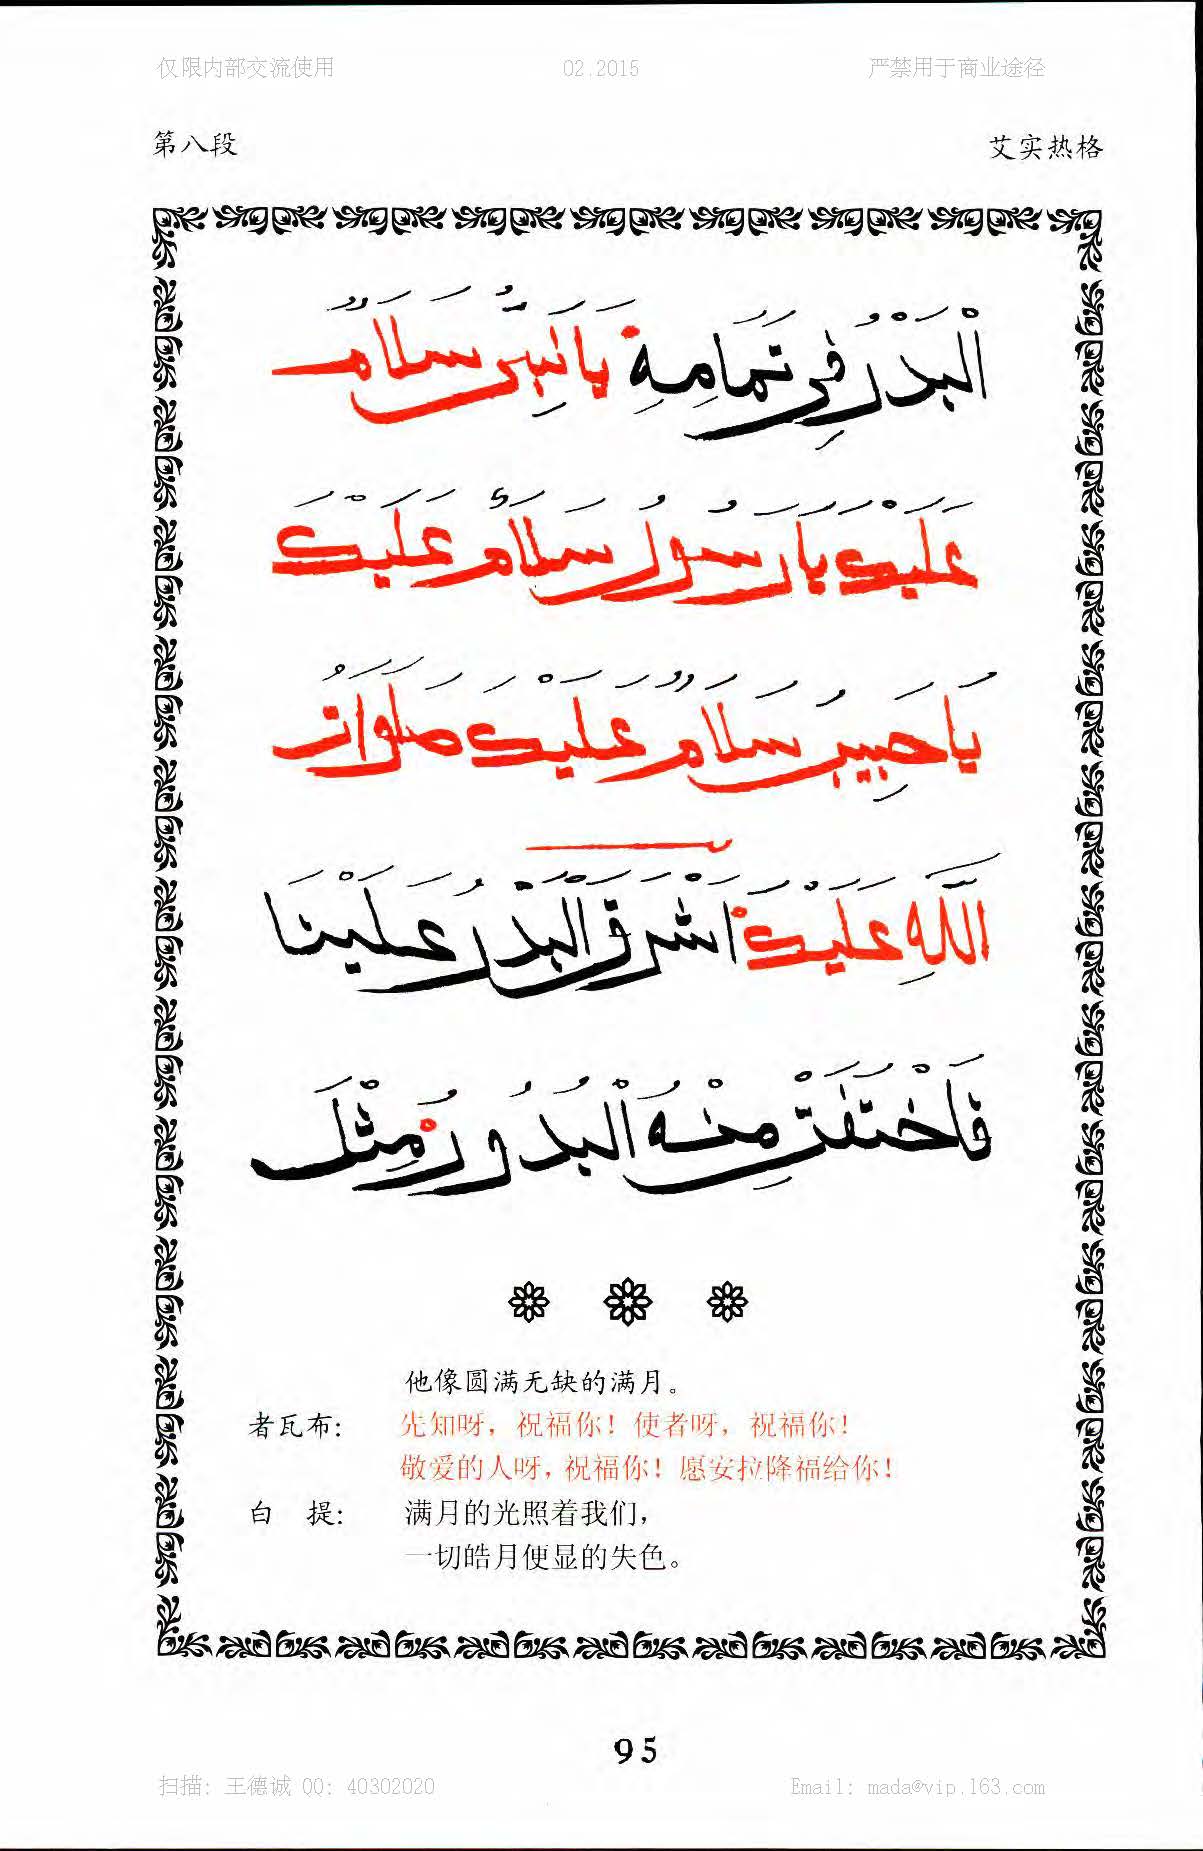 仅限内部交流使用 02.2015 严禁用于商业途径
第八段 艾实热格
الْبَدْرُ فِي تَمَامِهِ يَا نَبِيُّ سَلَامٌ
عَلَيْكَ يَا رَسُولُ سَلَامٌ عَلَيْكَ
يَا حَبِيبُ سَلَامٌ عَلَيْكَ صَلَوَاتُ
اللَّهِ عَلَيْكَ اَشْرَقَ الْبَدْرُ عَلَيْنَا
فَاخْتَفَتْ مِنْهُ الْبُدُورُ مِثْلَ
他像圆满无缺的满月。
者瓦布: 先知呀，祝福你！使者呀，祝福你！
敬爱的人呀，祝福你！愿安拉降福给你！
白 提: 满月的光照着我们，
一切皓月便显的失色。
95
扫描: 王德诚 QQ: 40302020 Email: mada@vip.163.com